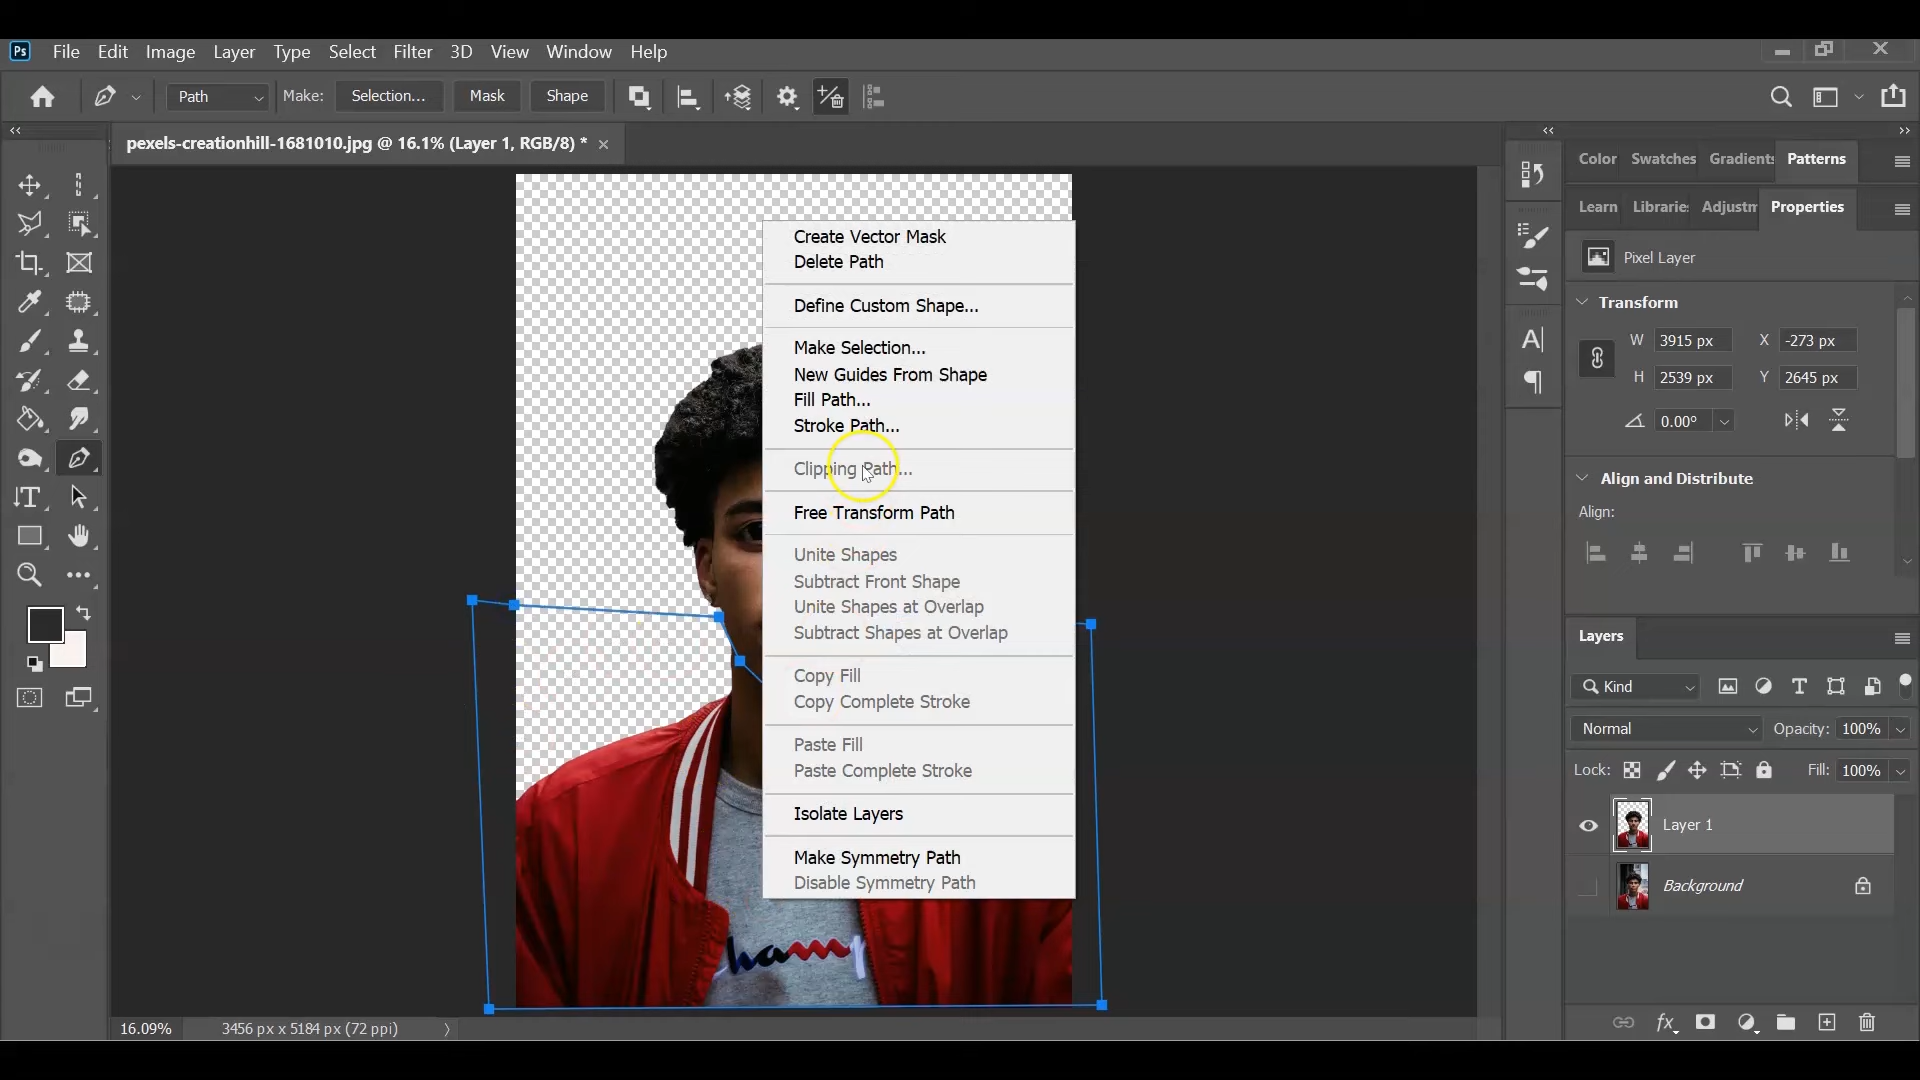 Ps File Edit Image Layer Type Select Filter 3D View Window Help
Path Make: Selection... Mask Shape
pexels-creationhill-1681010.jpg @ 16.1% (Layer 1, RGB/8) *
Color Swatches Gradients Patterns
Learn Libraries Adjustm Properties
Pixel Layer
Transform
W 3915 px X -273 px
H 2539 px Y 2645 px
0.00°
Align and Distribute
Align:
Create Vector Mask
Delete Path
Define Custom Shape...
Make Selection...
New Guides From Shape
Fill Path...
Stroke Path...
Clipping Path...
Free Transform Path
Unite Shapes
Subtract Front Shape
Unite Shapes at Overlap
Subtract Shapes at Overlap
Copy Fill
Copy Complete Stroke
Paste Fill
Paste Complete Stroke
Isolate Layers
Make Symmetry Path
Disable Symmetry Path
hamp
Layers
Kind
Normal Opacity: 100%
Lock: Fill: 100%
Layer 1
Background
fx
16.09% 3456 px x 5184 px (72 ppi)